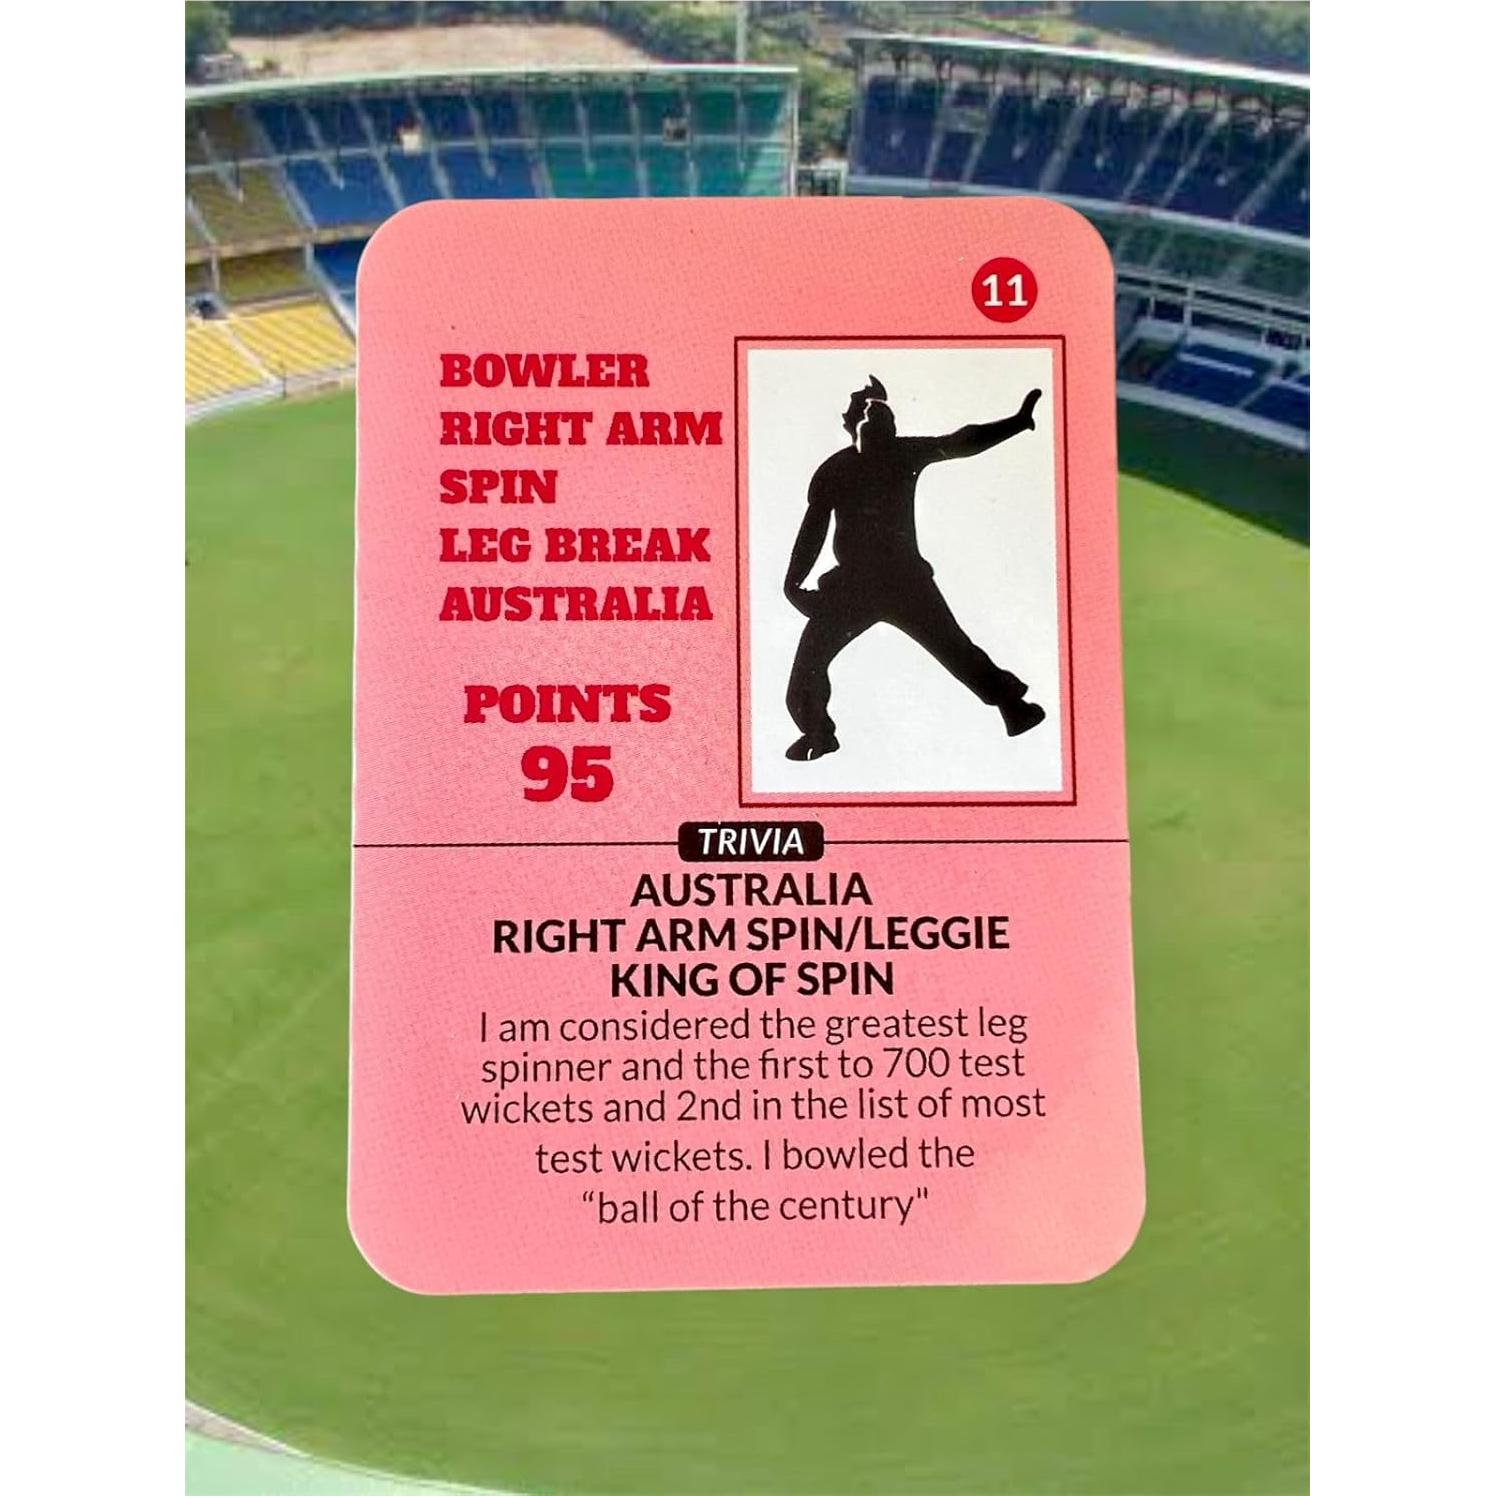 11
BOWLER
RIGHT ARM
SPIN
LEG BREAK
AUSTRALIA
POINTS
95
TRIVIA
AUSTRALIA
RIGHT ARM SPIN/LEGGIE
KING OF SPIN
I am considered the greatest leg
spinner and the first to 700 test
wickets and 2nd in the list of most
test wickets. I bowled the
“ball of the century"